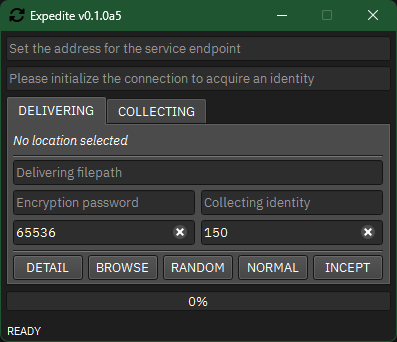 Expedite v0.1.0a5
Set the address for the service endpoint
Please initialize the connection to acquire an identity
DELIVERING COLLECTING
No location selected
Delivering filepath
Encryption password Collecting identity
65536 150
DETAIL BROWSE RANDOM NORMAL INCEPT
0%
READY